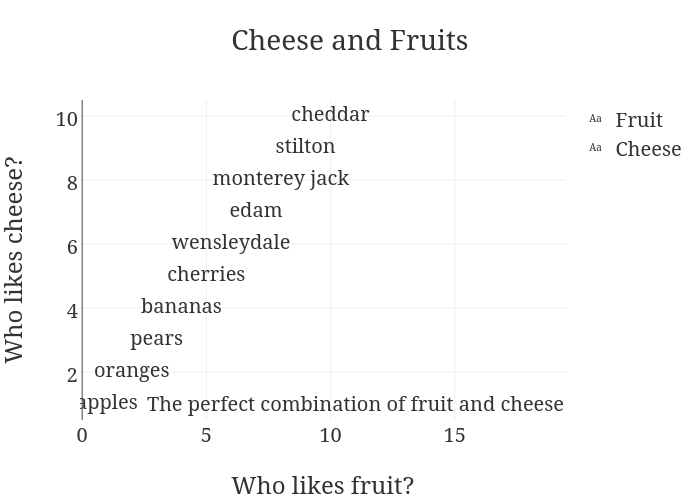 Cheese and Fruits
Who likes cheese?
10
8
6
4
2
cheddar
stilton
monterey jack
edam
wensleydale
cherries
bananas
pears
oranges
apples
The perfect combination of fruit and cheese
0 5 10 15
Who likes fruit?
Aa Fruit
Aa Cheese